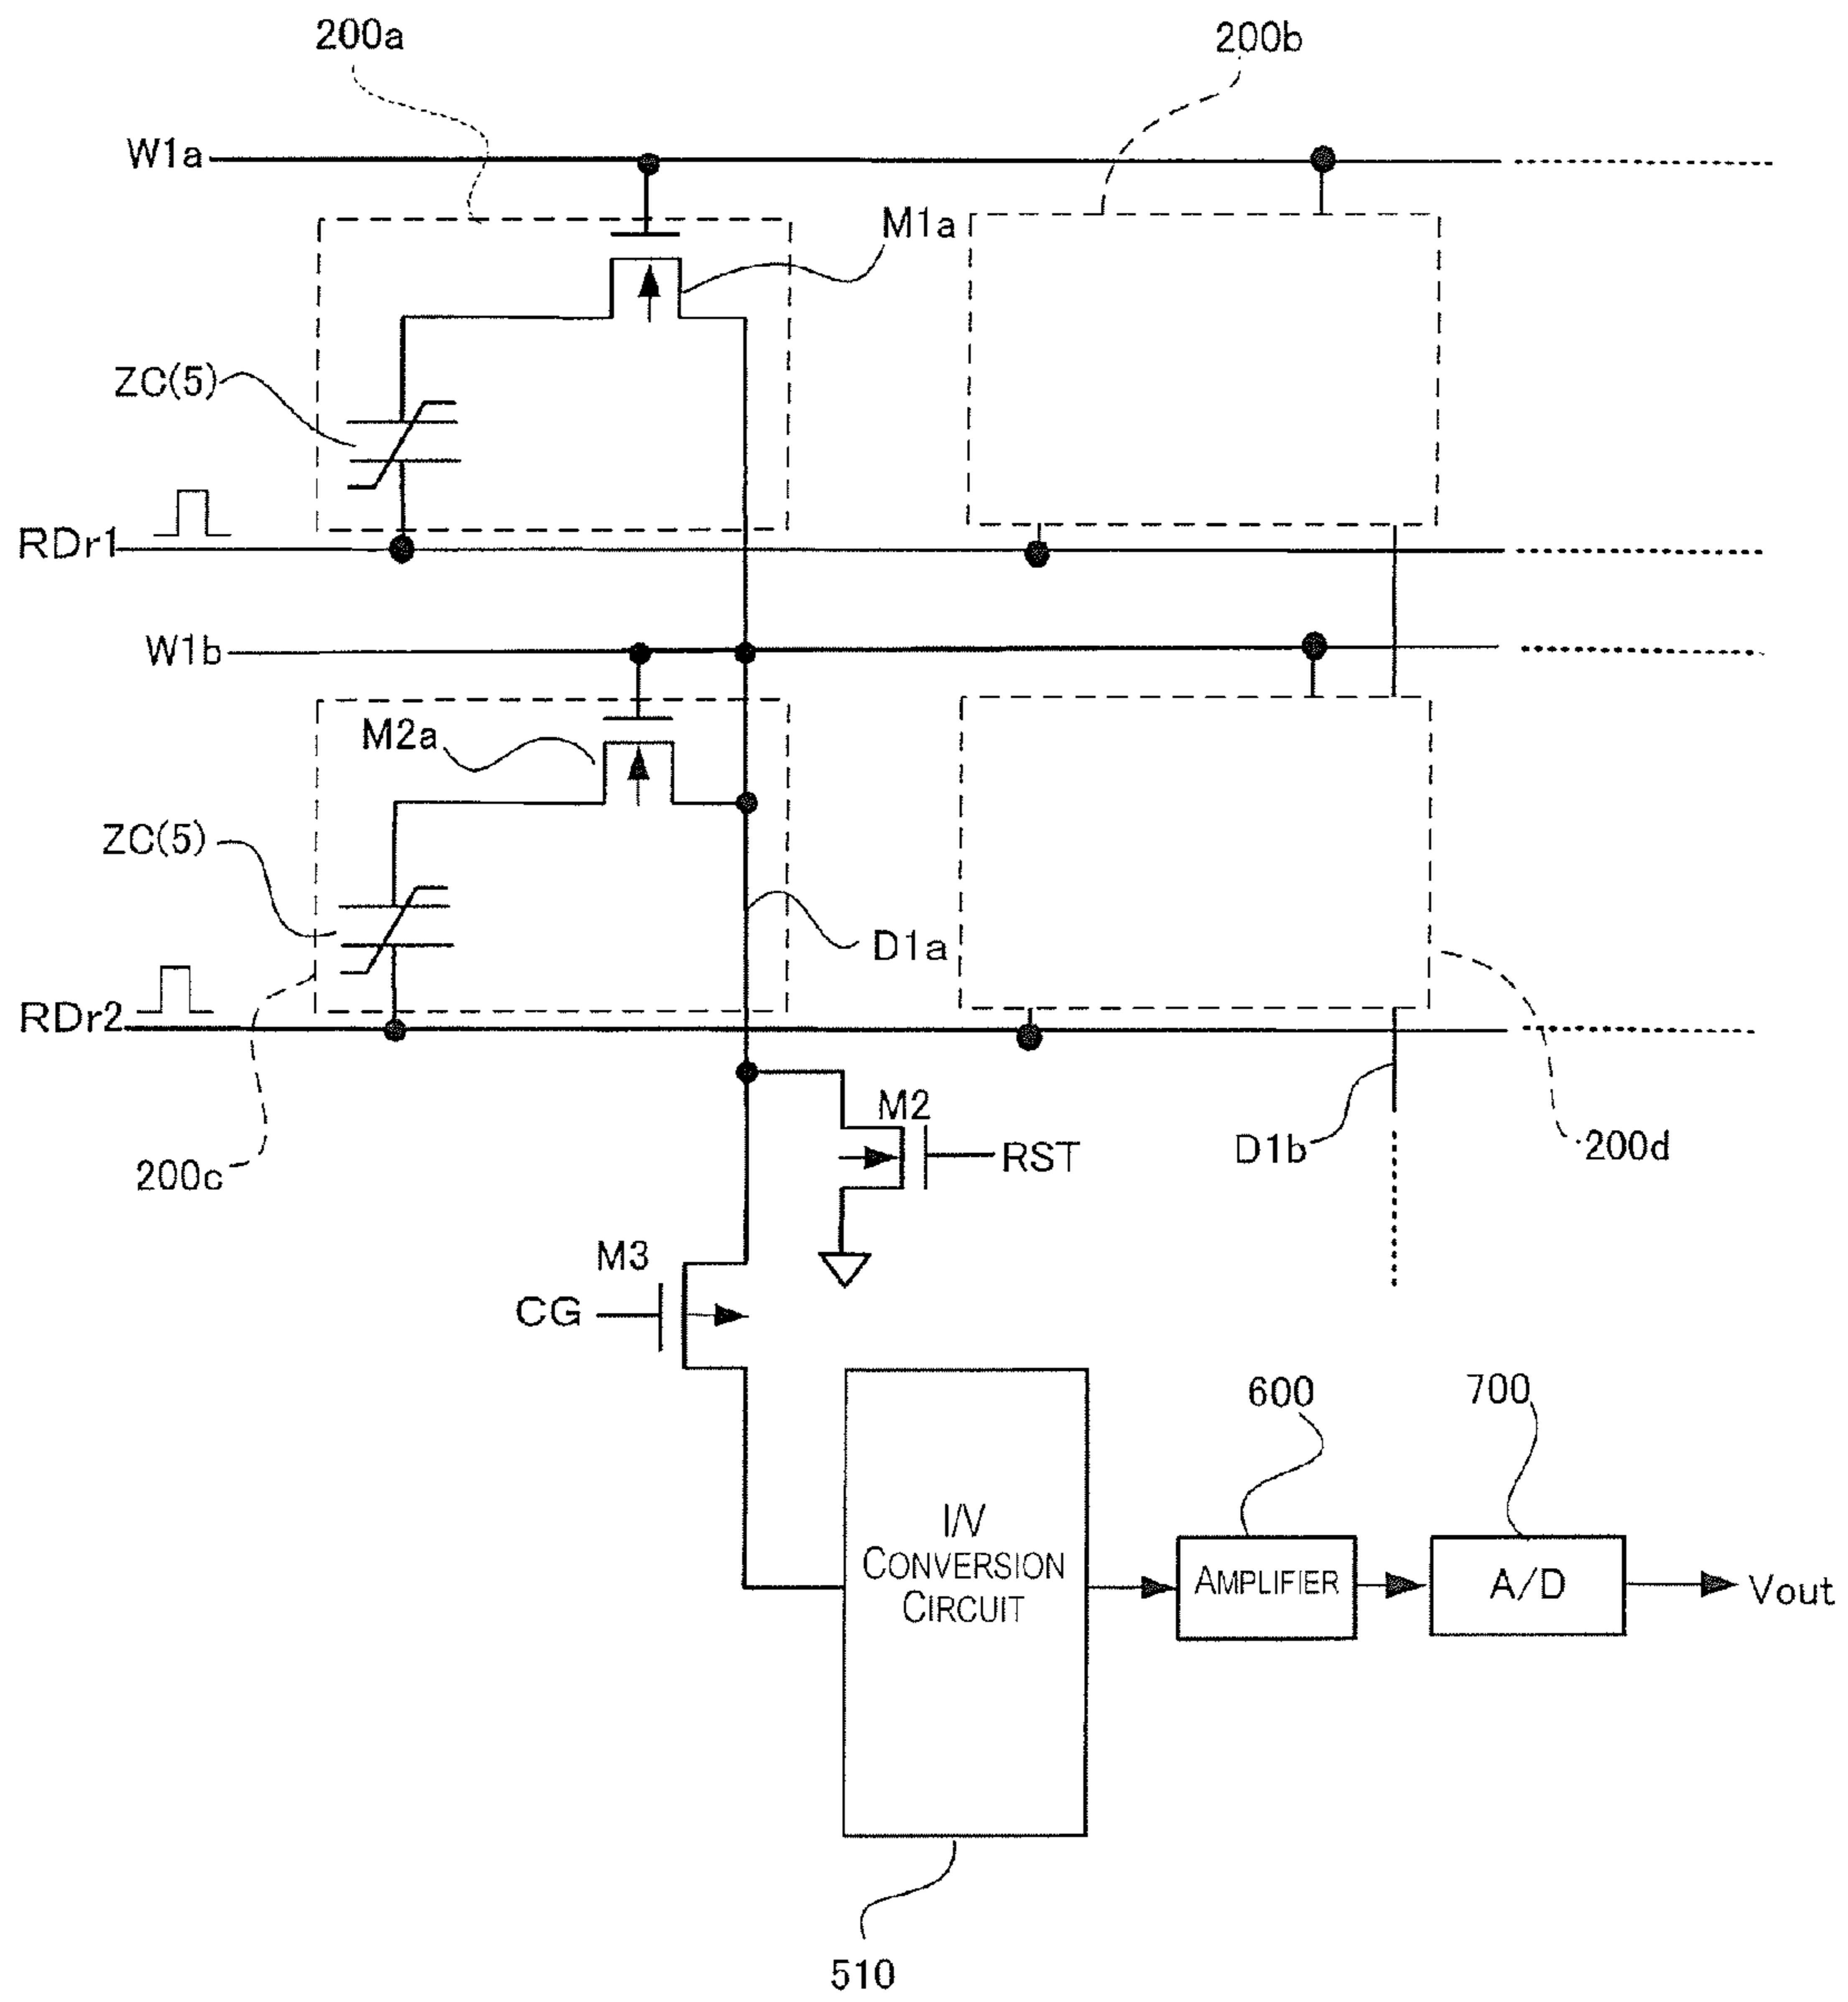 200a
200b
W1a
M1a
ZC(5)
RDr1
W1b
M2a
ZC(5)
D1a
RDr2
M2
RST
D1b
200d
200c
M3
CG
600
700
I/V
CONVERSION
CIRCUIT
AMPLIFIER
A/D
Vout
510